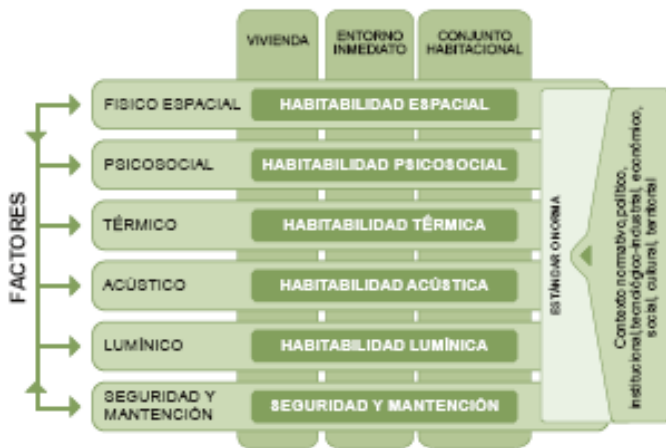 VIVIENDA
ENTORNO
INMEDIATO
CONJUNTO
HABITACIONAL
FACTORES
FISICO ESPACIAL
HABITABILIDAD ESPACIAL
PSICOSOCIAL
HABITABILIDAD PSICOSOCIAL
TÉRMICO
HABITABILIDAD TÉRMICA
ACÚSTICO
HABITABILIDAD ACÚSTICA
LUMÍNICO
HABITABILIDAD LUMÍNICA
SEGURIDAD Y
MANTENCIÓN
SEGURIDAD Y MANTENCIÓN
ESTÁNDAR O NORMA
Contexto normativo, político,
institucional, tecnológico-industrial, económico,
social, cultural, territorial